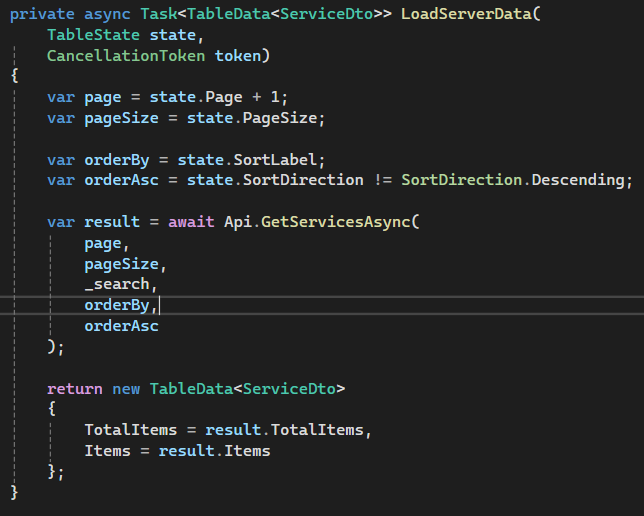 private async Task<TableData<ServiceDto>> LoadServerData(
    TableState state,
    CancellationToken token)
{
    var page = state.Page + 1;
    var pageSize = state.PageSize;

    var orderBy = state.SortLabel;
    var orderAsc = state.SortDirection != SortDirection.Descending;

    var result = await Api.GetServicesAsync(
        page,
        pageSize,
        _search,
        orderBy,
        orderAsc
    );

    return new TableData<ServiceDto>
    {
        TotalItems = result.TotalItems,
        Items = result.Items
    };
}